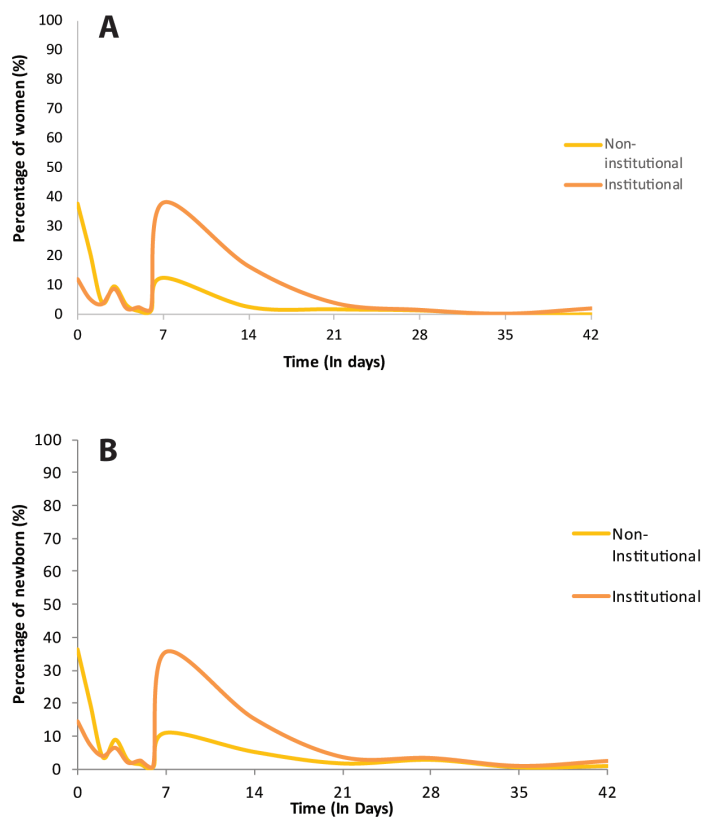 A
Percentage of women (%)
100
90
80
70
60
50
40
30
20
10
0
0 7 14 21 28 35 42
Time (In days)
Non-
institutional
Institutional
B
Percentage of newborn (%)
100
90
80
70
60
50
40
30
20
10
0
0 7 14 21 28 35 42
Time (In Days)
Non-
Institutional
Institutional